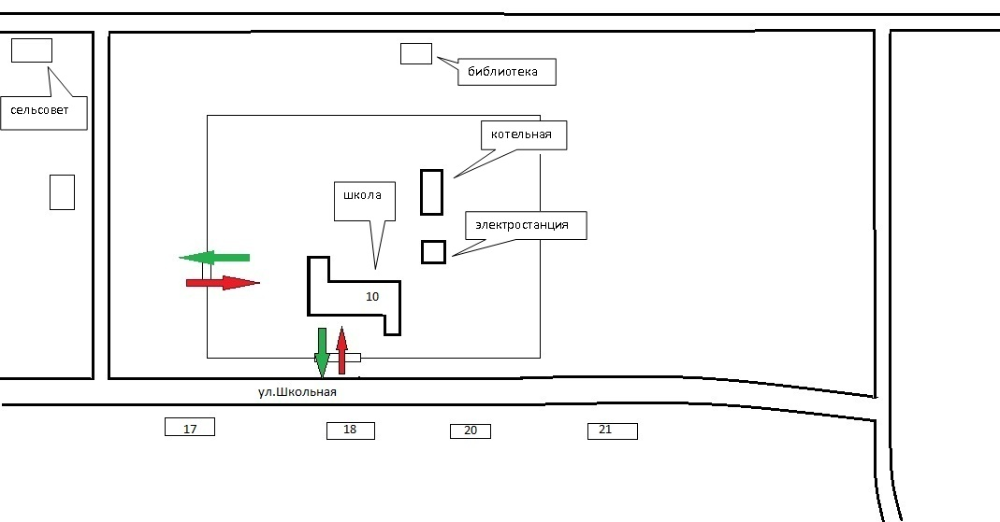 библиотека
сельсовет
котельная
школа
электростанция
10
ул.Школьная
17
18
20
21